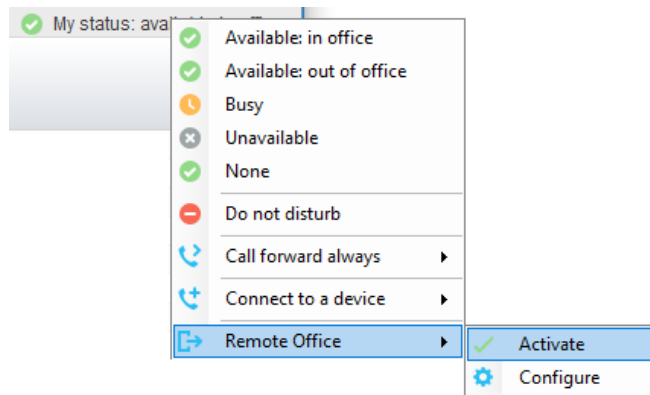 My status: ava
Available: in office
Available: out of office
Busy
Unavailable
None
Do not disturb
Call forward always
Connect to a device
Remote Office
Activate
Configure